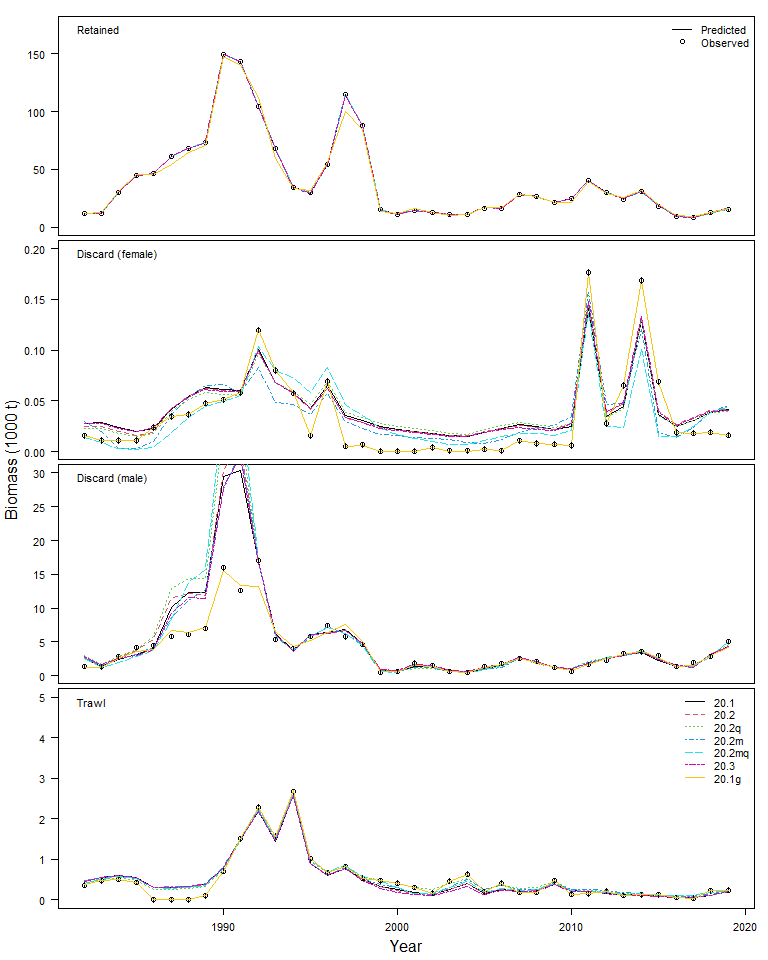 Retained
Predicted
Observed
150
100
50
0
Discard (female)
0.20
0.15
0.10
0.05
0.00
Discard (male)
30
25
20
15
10
5
0
Trawl
20.1
20.2
20.2q
20.2m
20.2mq
20.3
20.1g
5
4
3
2
1
0
1990
2000
2010
2020
Year
Biomass (1000 t)